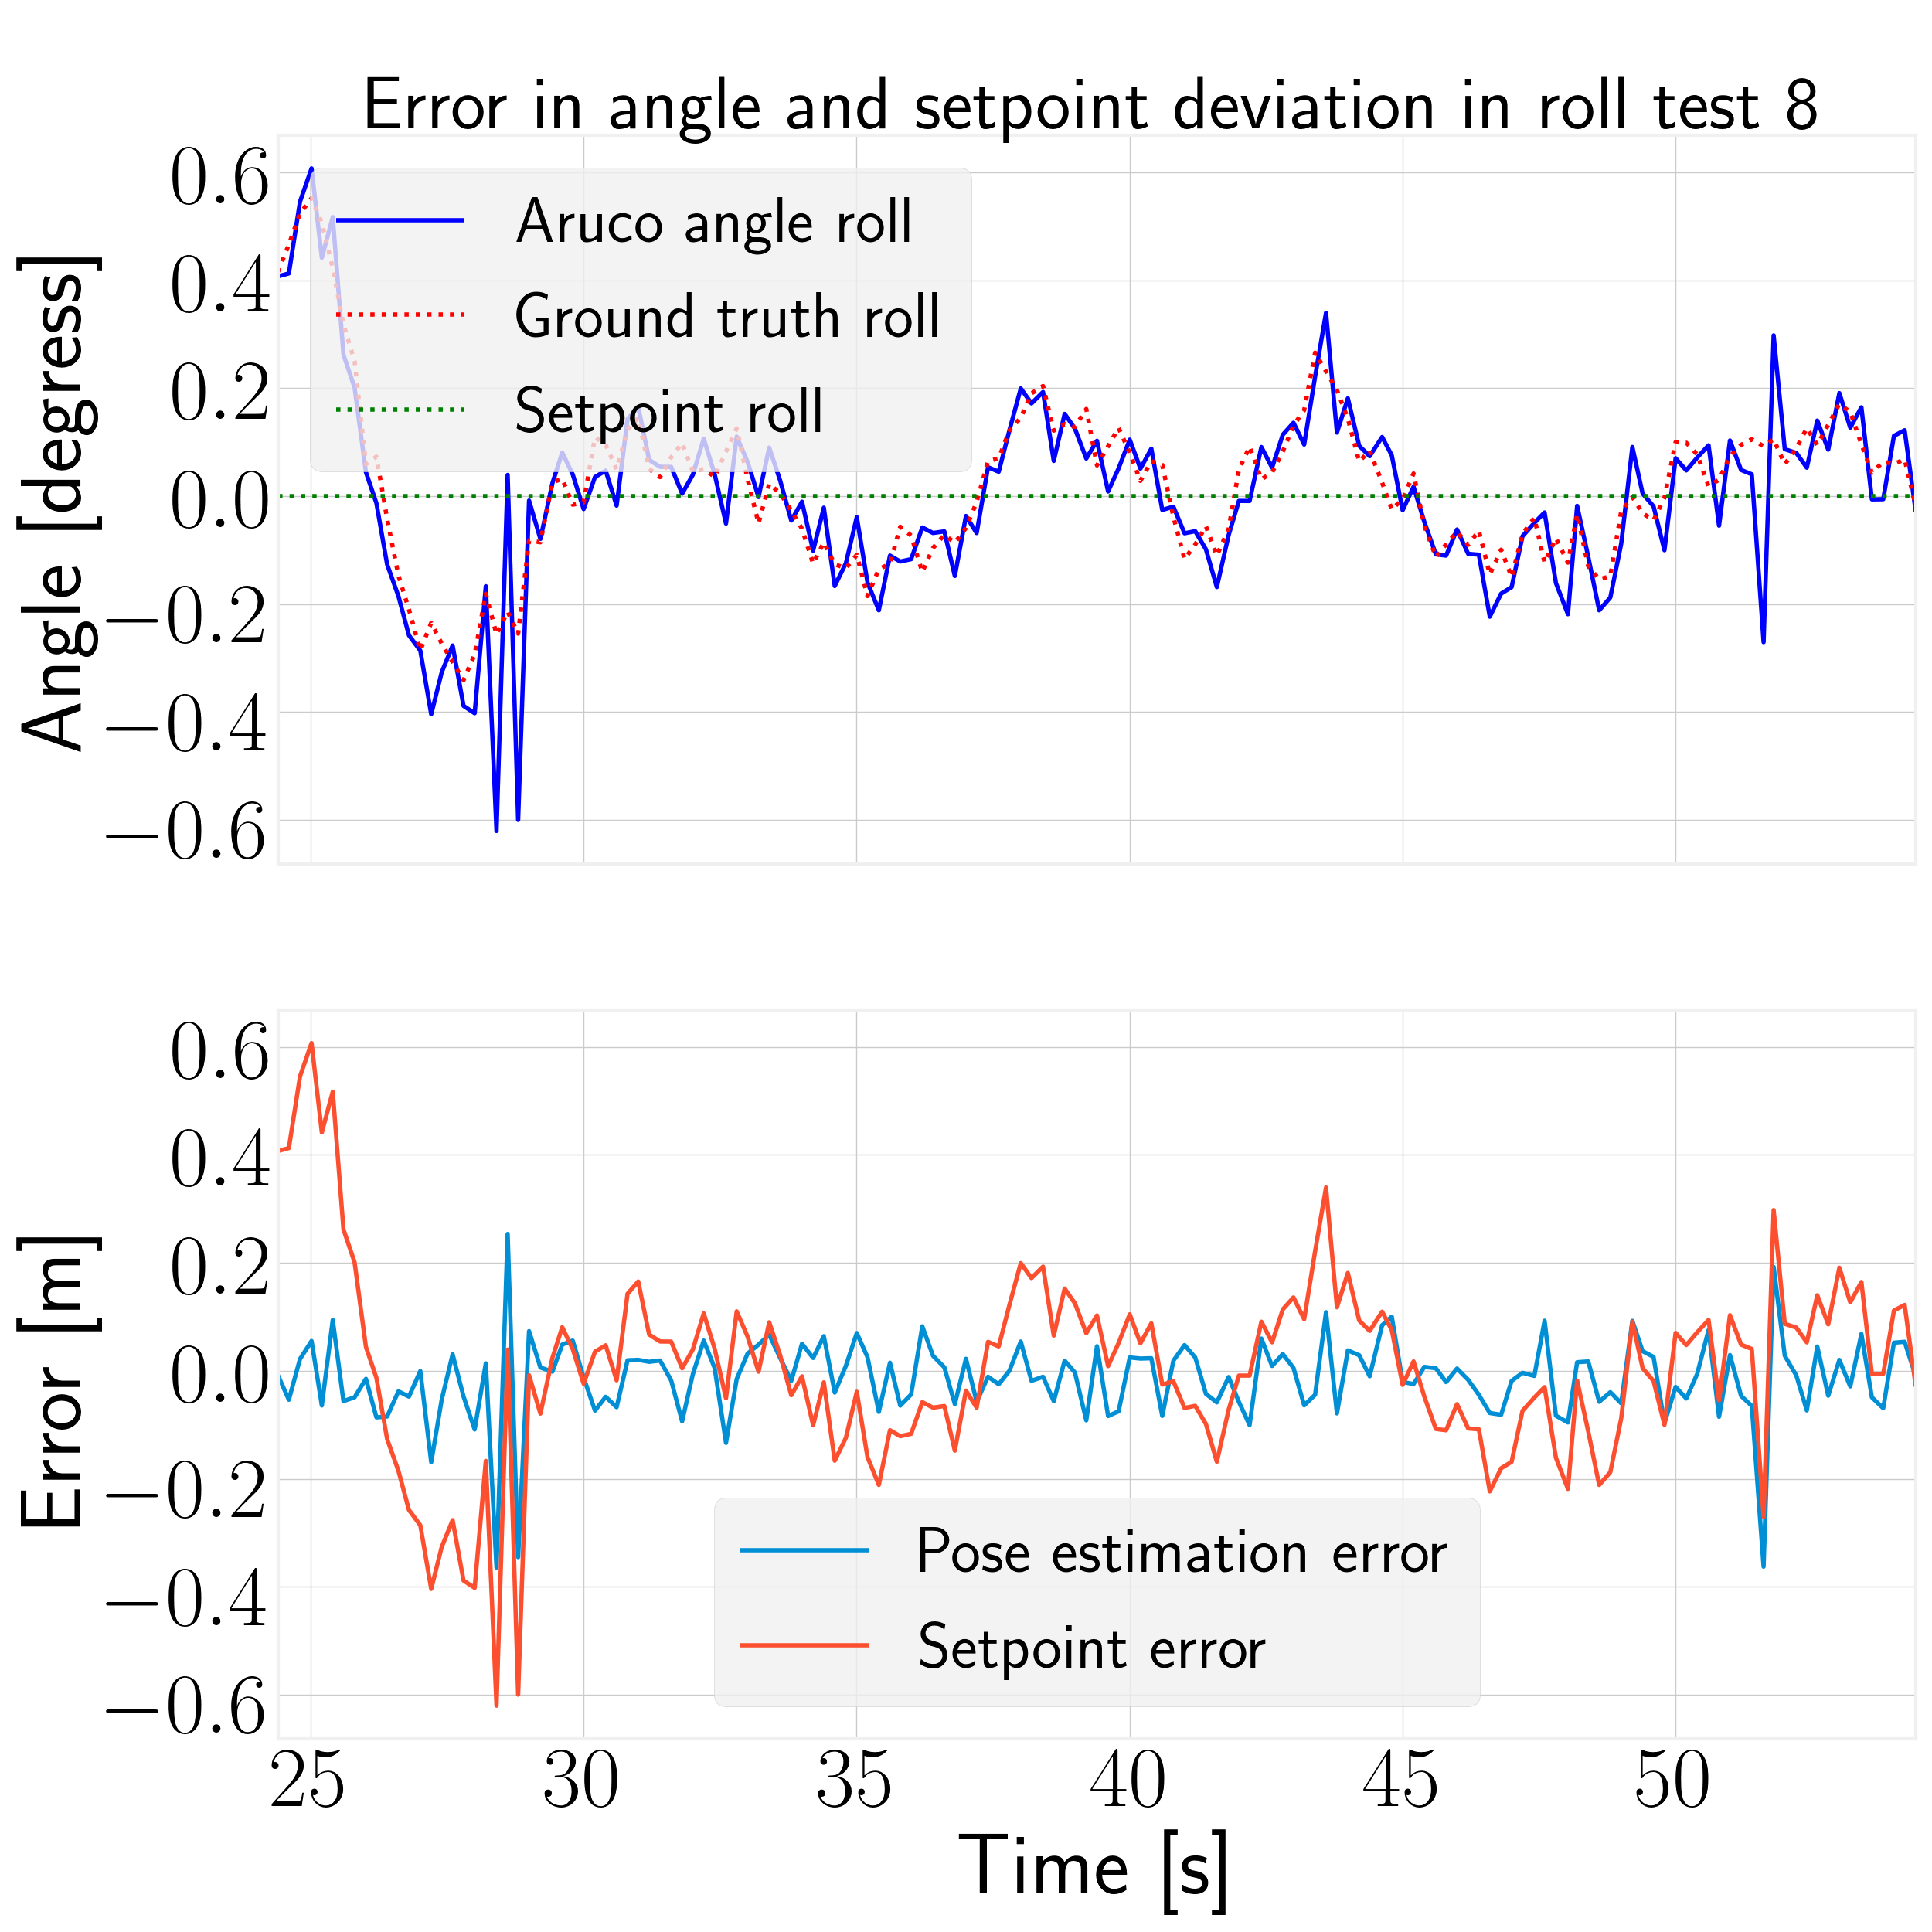 Error in angle and setpoint deviation in roll test 8
Angle [degress]
0.6
0.4
0.2
0.0
−0.2
−0.4
−0.6
Aruco angle roll
Ground truth roll
Setpoint roll
Error [m]
0.6
0.4
0.2
0.0
−0.2
−0.4
−0.6
Pose estimation error
Setpoint error
25 30 35 40 45 50
Time [s]